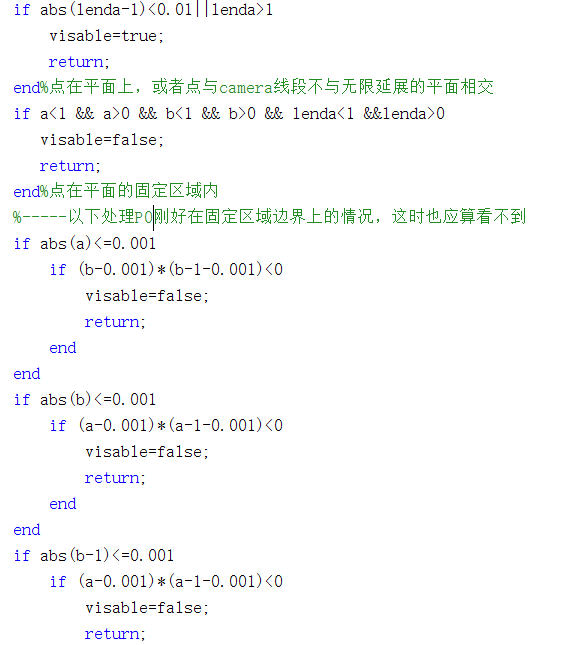 if abs(lenda-1)<0.01||lenda>1
visable=true;
return;
end%点在平面上，或者点与camera线段不与无限延展的平面相交
if a<1 && a>0 && b<1 && b>0 && lenda<1 &&lenda>0
visable=false;
return;
end%点在平面的固定区域内
%-----以下处理P0刚好在固定区域边界上的情况，这时也应算看不到
if abs(a)<=0.001
if (b-0.001)*(b-1-0.001)<0
visable=false;
return;
end
end
if abs(b)<=0.001
if (a-0.001)*(a-1-0.001)<0
visable=false;
return;
end
end
if abs(b-1)<=0.001
if (a-0.001)*(a-1-0.001)<0
visable=false;
return;